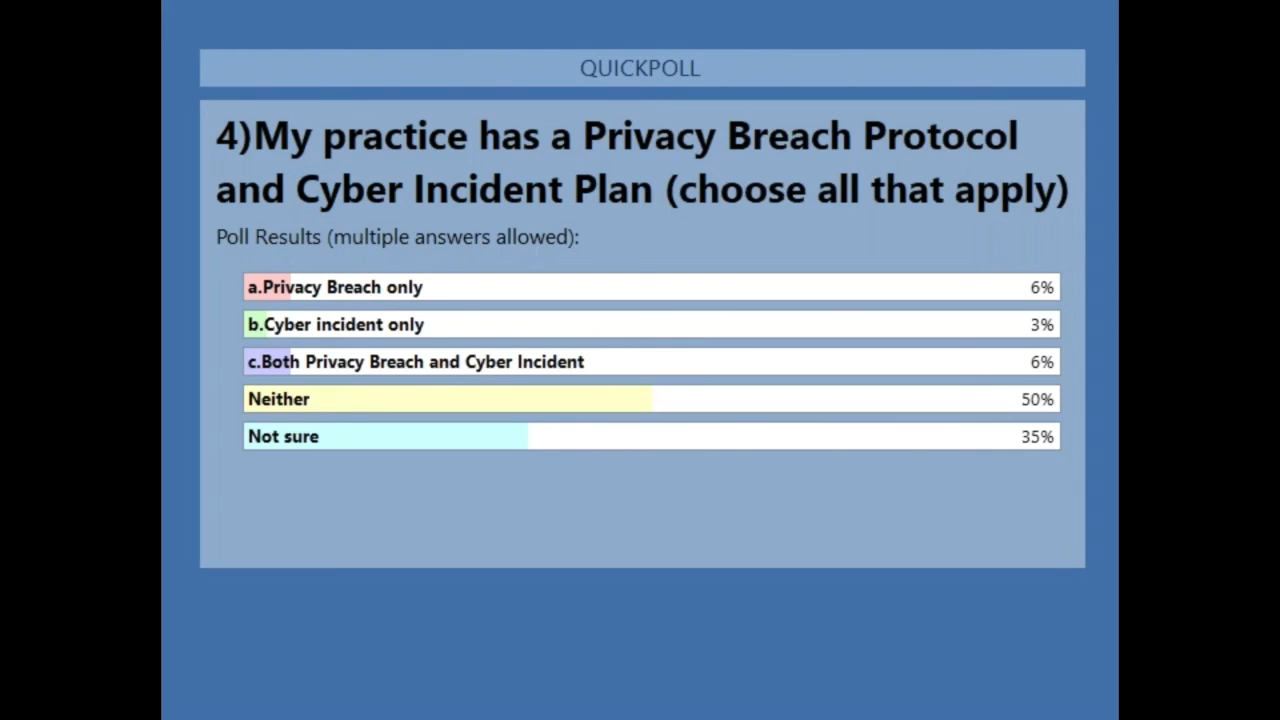 QUICKPOLL
4)My practice has a Privacy Breach Protocol
and Cyber Incident Plan (choose all that apply)
Poll Results (multiple answers allowed):
a.Privacy Breach only 6%
b.Cyber incident only 3%
c.Both Privacy Breach and Cyber Incident 6%
Neither 50%
Not sure 35%